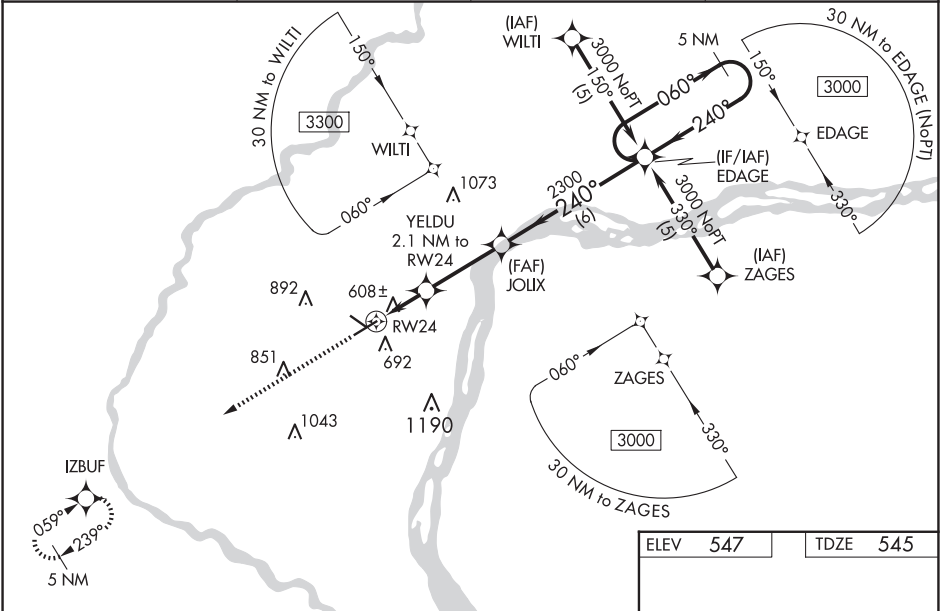 (IAF)
WILTI
3000 NoPT
150°
(5)
5 NM
060°
240°
30 NM to WILTI
150°
3300
WILTI
060°
30 NM to EDAGE (NoPT)
150°
3000
EDAGE
330°
(IF/IAF)
EDAGE
2300
240°
(6)
3000 NoPT
330°
(5)
(IAF)
ZAGES
1073
YELDU
2.1 NM to
RW24
(FAF)
JOLIX
892
608±
RW24
851
692
1043
1190
060°
ZAGES
330°
3000
30 NM to ZAGES
IZBUF
059°
239°
5 NM
ELEV 547
TDZE 545